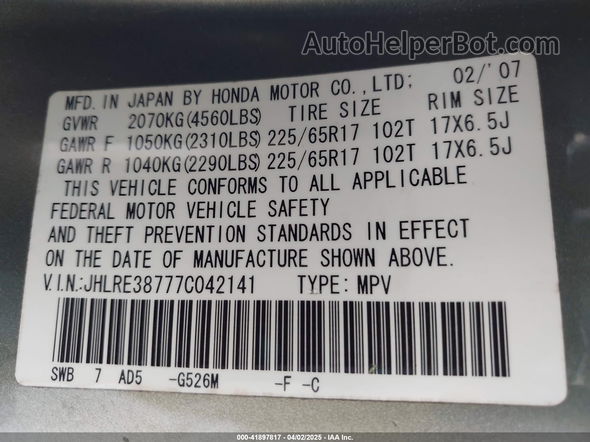 AutoHelperBot.com
MFD. IN JAPAN BY HONDA MOTOR CO.,LTD; 02/'07
GVWR 2070KG(4560LBS) TIRE SIZE RIM SIZE
GAWR F 1050KG(2310LBS) 225/65R17 102T 17X6.5J
GAWR R 1040KG(2290LBS) 225/65R17 102T 17X6.5J
THIS VEHICLE CONFORMS TO ALL APPLICABLE
FEDERAL MOTOR VEHICLE SAFETY
AND THEFT PREVENTION STANDARDS IN EFFECT
ON THE DATE OF MANUFACTURE SHOWN ABOVE.
V.I.N.:JHLRE38777C042141 TYPE: MPV
SWB 7 AD5 -G526M -F -C
000-41897817 - 04/02/2025 - IAA Inc.